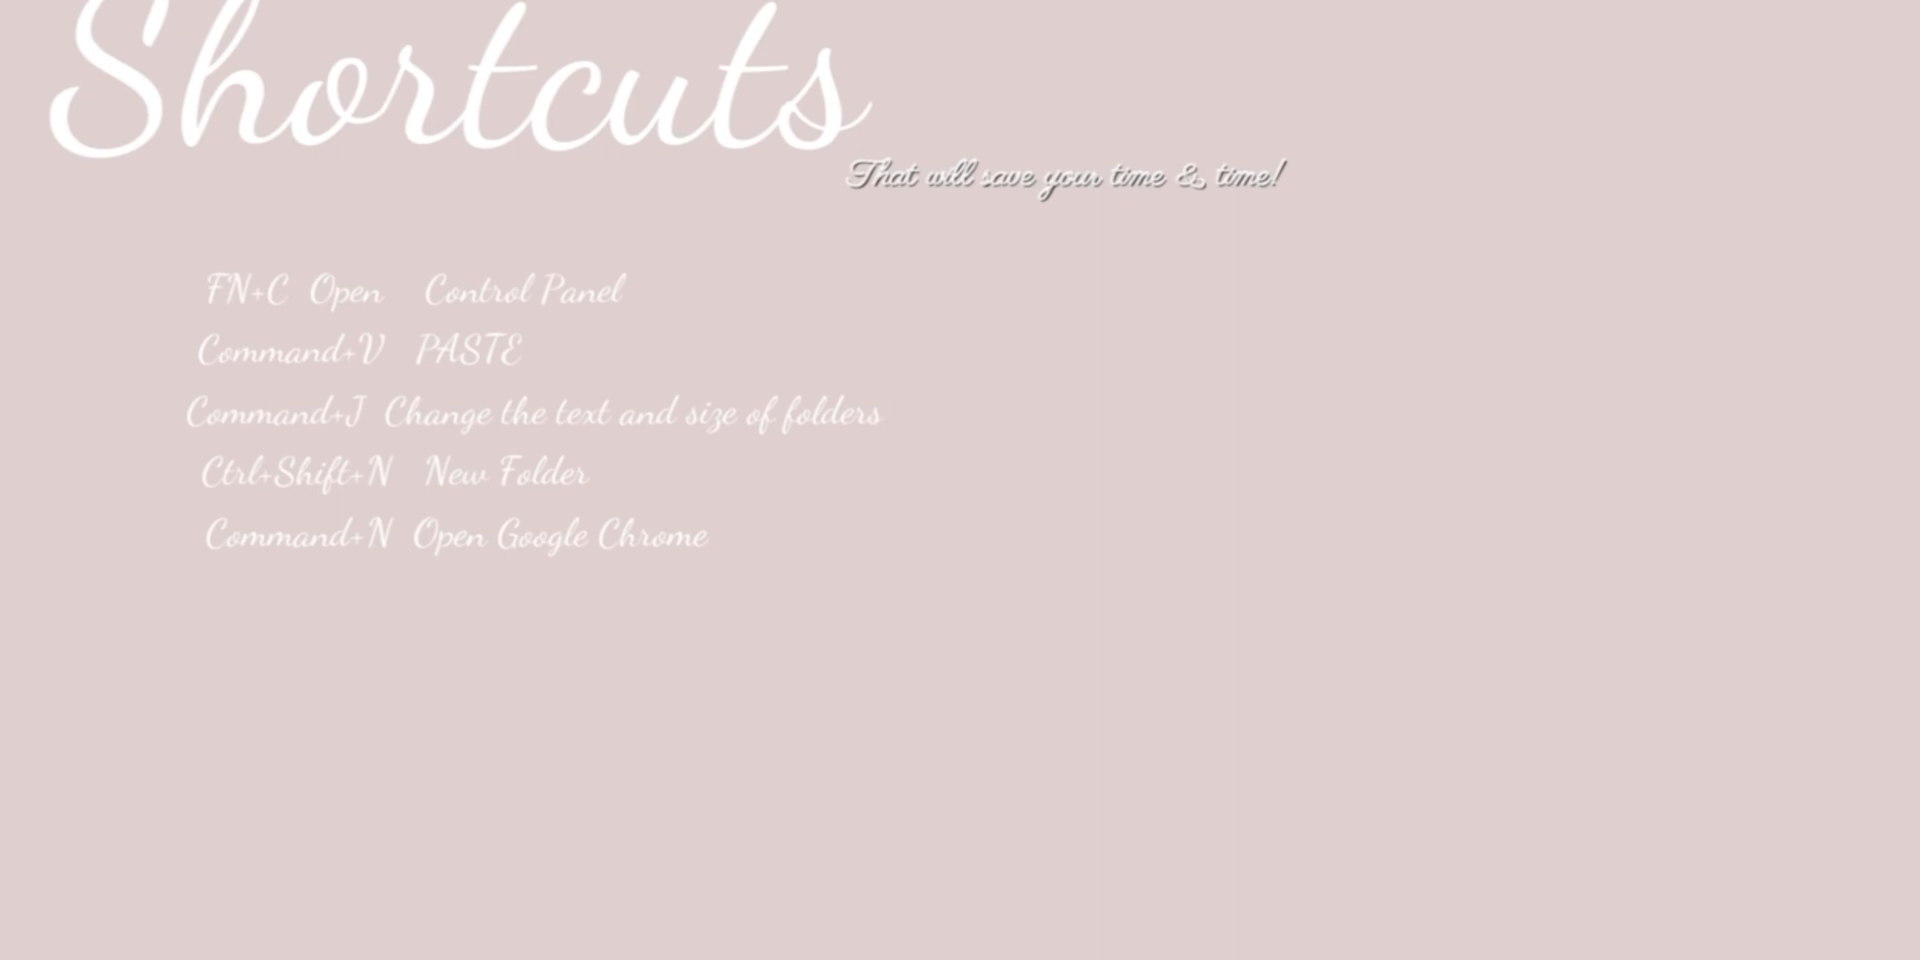 Shortcuts
That will save your time & time!
FN+C Open Control Panel
Command+V PASTE
Command+J Change the text and size of folders
Ctrl+Shift+N New Folder
Command+N Open Google Chrome